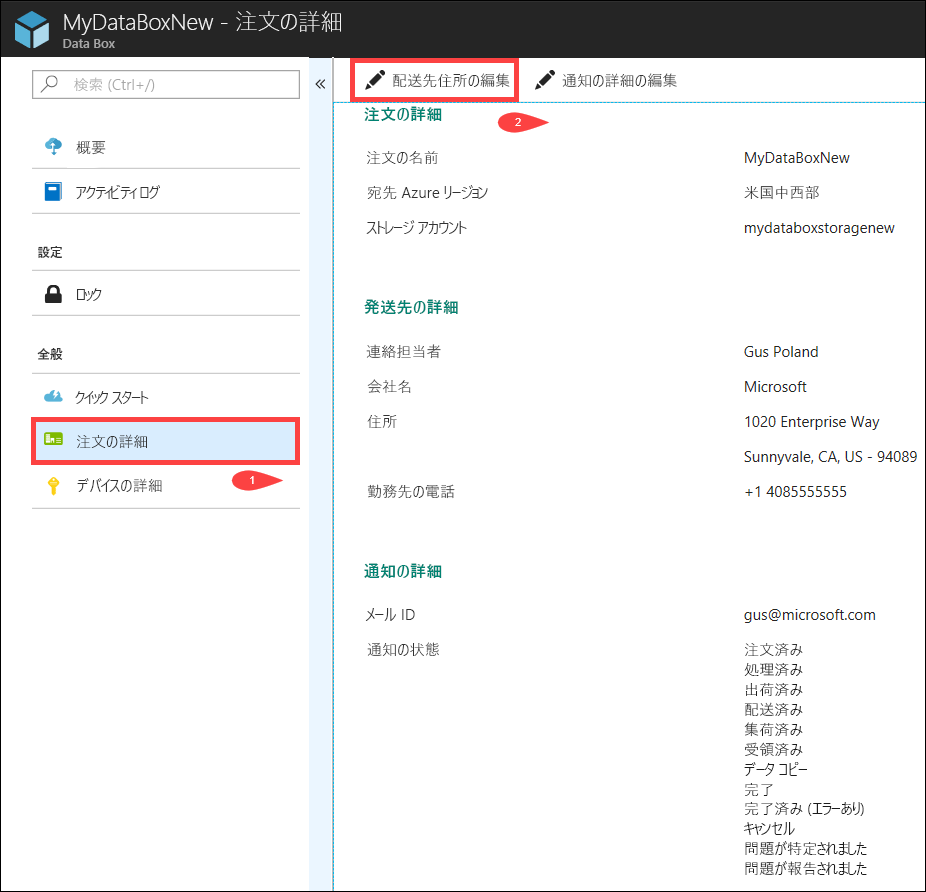 MyDataBoxNew - 注文の詳細
Data Box
検索 (Ctrl+/)
«
概要
アクティビティ ログ
設定
ロック
全般
クイック スタート
注文の詳細
1
デバイスの詳細
配送先住所の編集
通知の詳細の編集
2
注文の詳細
注文の名前 MyDataBoxNew
宛先 Azure リージョン 米国中西部
ストレージ アカウント mydataboxstoragenew
発送先の詳細
連絡担当者 Gus Poland
会社名 Microsoft
住所 1020 Enterprise Way
Sunnyvale, CA, US - 94089
勤務先の電話 +1 4085555555
通知の詳細
メール ID gus@microsoft.com
通知の状態 注文済み
処理済み
出荷済み
配送済み
集荷済み
受領済み
データ コピー
完了
完了済み (エラーあり)
キャンセル
問題が特定されました
問題が報告されました